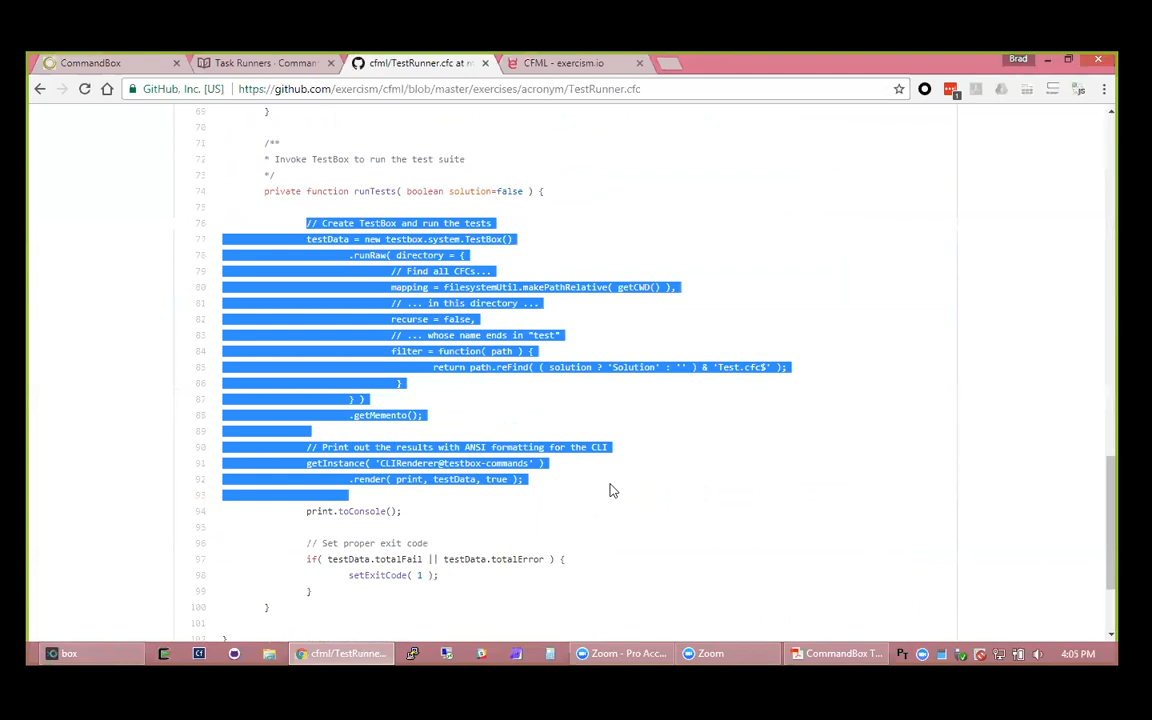 Brad
CommandBox
Task Runners · Comman
cfml/TestRunner.cfc at m
CFML - exercism.io
GitHub, Inc. [US]
https://github.com/exercism/cfml/blob/master/exercises/acronym/TestRunner.cfc
1
69 }
70
71 /**
72 * Invoke TestBox to run the test suite
73 */
74 private function runTests( boolean solution=false ) {
75
76 // Create TestBox and run the tests
77 testData = new testbox.system.TestBox()
78 .runRaw( directory = {
79 // Find all CFCs...
80 mapping = filesystemUtil.makePathRelative( getCWD() ),
81 // ... in this directory ...
82 recurse = false,
83 // ... whose name ends in "test"
84 filter = function( path ) {
85 return path.reFind( ( solution ? 'Solution' : '' ) & 'Test.cfc$' );
86 }
87 } )
88 .getMemento();
89
90 // Print out the results with ANSI formatting for the CLI
91 getInstance( 'CLIRenderer@testbox-commands' )
92 .render( print, testData, true );
93
94 print.toConsole();
95
96 // Set proper exit code
97 if( testData.totalFail || testData.totalError ) {
98 setExitCode( 1 );
99 }
100 }
101
}
box
Cf
cfml/TestRunne...
Zoom - Pro Acc...
Zoom
CommandBox T...
4:05 PM